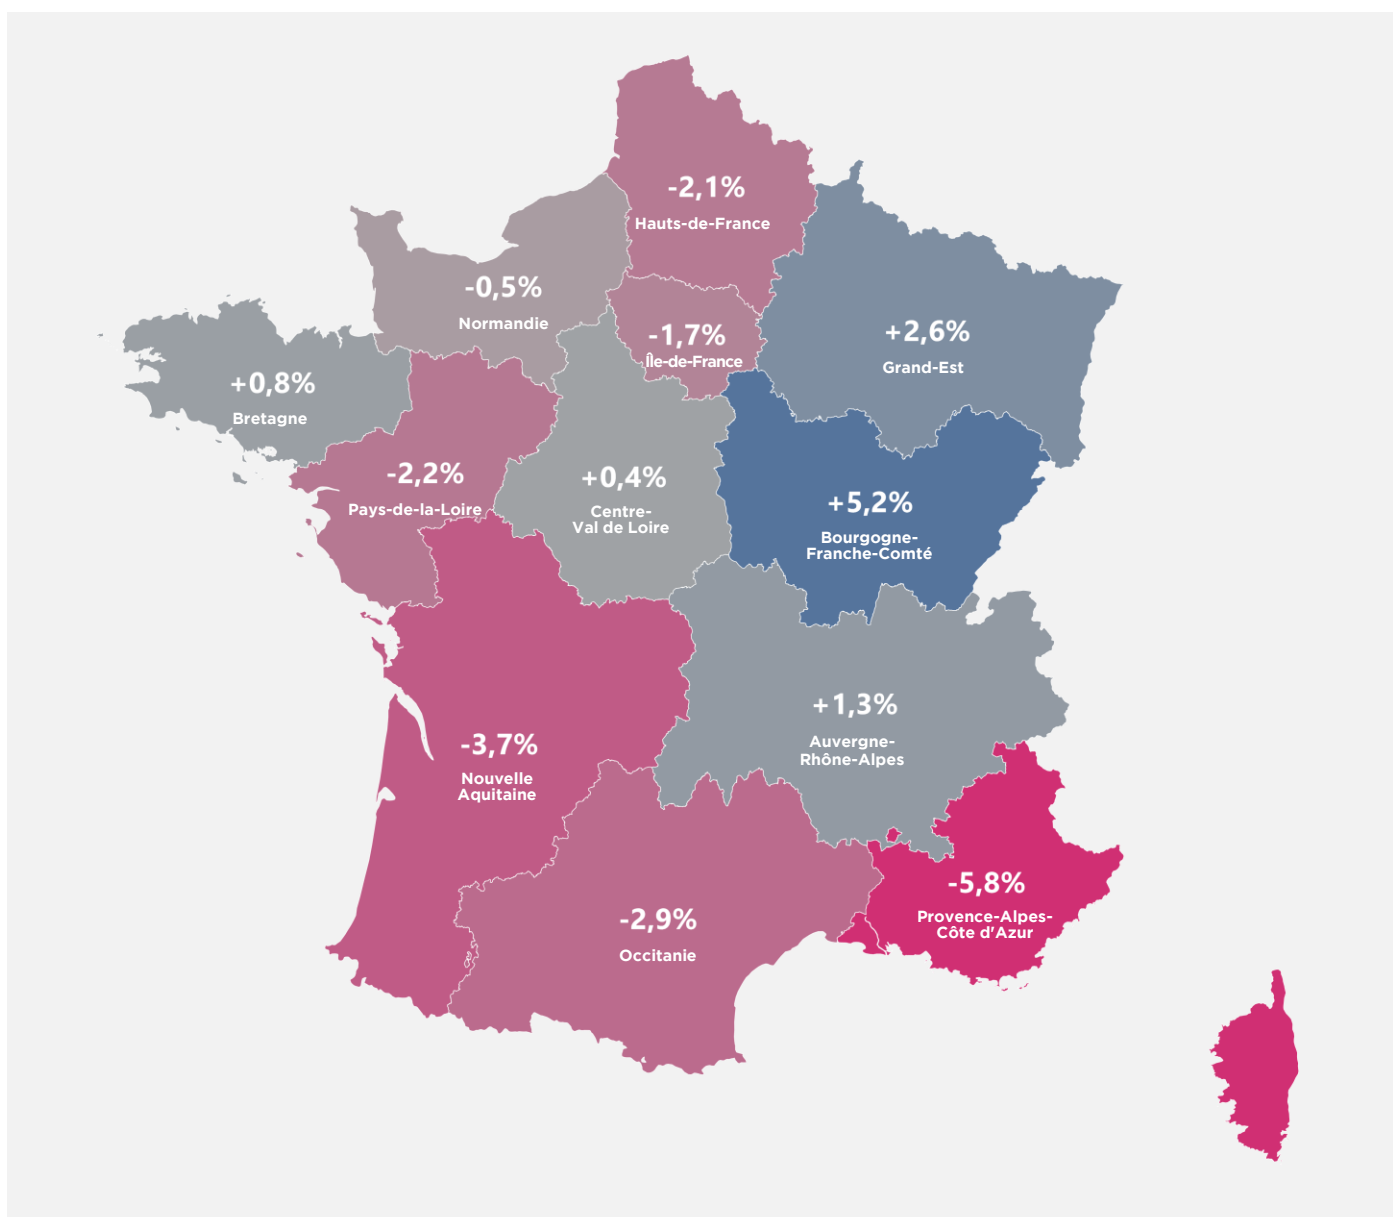 -2,1%
Hauts-de-France
-0,5%
Normandie
-1,7%
Île-de-France
+2,6%
Grand-Est
+0,8%
Bretagne
-2,2%
Pays-de-la-Loire
+0,4%
Centre-
Val de Loire
+5,2%
Bourgogne-
Franche-Comté
+1,3%
Auvergne-
Rhône-Alpes
-3,7%
Nouvelle
Aquitaine
-2,9%
Occitanie
-5,8%
Provence-Alpes-
Côte d'Azur